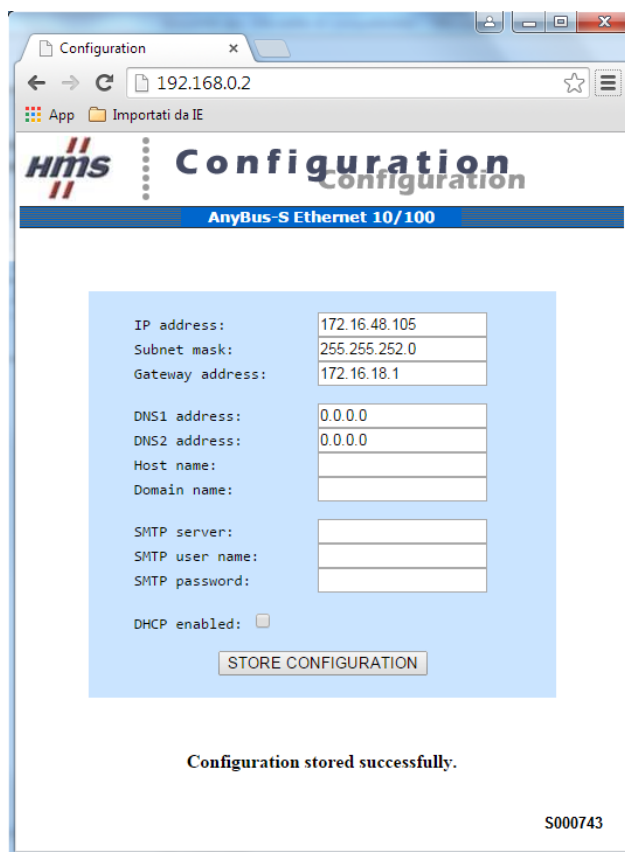 Configuration
192.168.0.2
App Importati da IE
HMS Configuration
Configuration
AnyBus-S Ethernet 10/100
IP address: 172.16.48.105
Subnet mask: 255.255.252.0
Gateway address: 172.16.18.1
DNS1 address: 0.0.0.0
DNS2 address: 0.0.0.0
Host name:
Domain name:
SMTP server:
SMTP user name:
SMTP password:
DHCP enabled:
STORE CONFIGURATION
Configuration stored successfully.
S000743